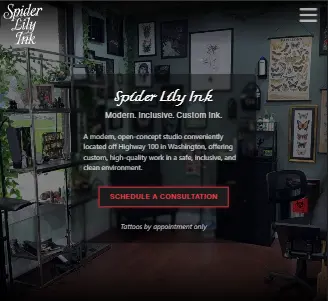 Spider
Lily
Ink
Spider Lily Ink
Modern. Inclusive. Custom Ink.
A modern, open-concept studio conveniently
located off Highway 100 in Washington, offering
custom, high-quality work in a safe, inclusive, and
clean environment.
SCHEDULE A CONSULTATION
Tattoos by appointment only